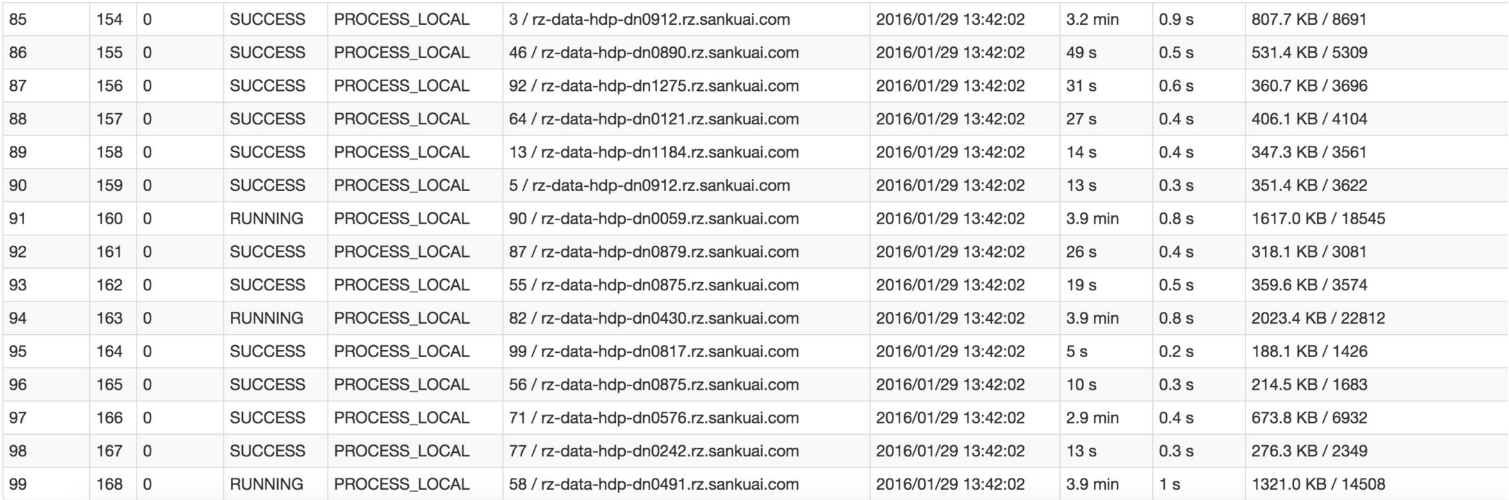 85 154 0 SUCCESS PROCESS_LOCAL 3 / rz-data-hdp-dn0912.rz.sankuai.com 2016/01/29 13:42:02 3.2 min 0.9 s 807.7 KB / 8691
86 155 0 SUCCESS PROCESS_LOCAL 46 / rz-data-hdp-dn0890.rz.sankuai.com 2016/01/29 13:42:02 49 s 0.5 s 531.4 KB / 5309
87 156 0 SUCCESS PROCESS_LOCAL 92 / rz-data-hdp-dn1275.rz.sankuai.com 2016/01/29 13:42:02 31 s 0.6 s 360.7 KB / 3696
88 157 0 SUCCESS PROCESS_LOCAL 64 / rz-data-hdp-dn0121.rz.sankuai.com 2016/01/29 13:42:02 27 s 0.4 s 406.1 KB / 4104
89 158 0 SUCCESS PROCESS_LOCAL 13 / rz-data-hdp-dn1184.rz.sankuai.com 2016/01/29 13:42:02 14 s 0.4 s 347.3 KB / 3561
90 159 0 SUCCESS PROCESS_LOCAL 5 / rz-data-hdp-dn0912.rz.sankuai.com 2016/01/29 13:42:02 13 s 0.3 s 351.4 KB / 3622
91 160 0 RUNNING PROCESS_LOCAL 90 / rz-data-hdp-dn0059.rz.sankuai.com 2016/01/29 13:42:02 3.9 min 0.8 s 1617.0 KB / 18545
92 161 0 SUCCESS PROCESS_LOCAL 87 / rz-data-hdp-dn0879.rz.sankuai.com 2016/01/29 13:42:02 26 s 0.4 s 318.1 KB / 3081
93 162 0 SUCCESS PROCESS_LOCAL 55 / rz-data-hdp-dn0875.rz.sankuai.com 2016/01/29 13:42:02 19 s 0.5 s 359.6 KB / 3574
94 163 0 RUNNING PROCESS_LOCAL 82 / rz-data-hdp-dn0430.rz.sankuai.com 2016/01/29 13:42:02 3.9 min 0.8 s 2023.4 KB / 22812
95 164 0 SUCCESS PROCESS_LOCAL 99 / rz-data-hdp-dn0817.rz.sankuai.com 2016/01/29 13:42:02 5 s 0.2 s 188.1 KB / 1426
96 165 0 SUCCESS PROCESS_LOCAL 56 / rz-data-hdp-dn0875.rz.sankuai.com 2016/01/29 13:42:02 10 s 0.3 s 214.5 KB / 1683
97 166 0 SUCCESS PROCESS_LOCAL 71 / rz-data-hdp-dn0576.rz.sankuai.com 2016/01/29 13:42:02 2.9 min 0.4 s 673.8 KB / 6932
98 167 0 SUCCESS PROCESS_LOCAL 77 / rz-data-hdp-dn0242.rz.sankuai.com 2016/01/29 13:42:02 13 s 0.3 s 276.3 KB / 2349
99 168 0 RUNNING PROCESS_LOCAL 58 / rz-data-hdp-dn0491.rz.sankuai.com 2016/01/29 13:42:02 3.9 min 1 s 1321.0 KB / 14508